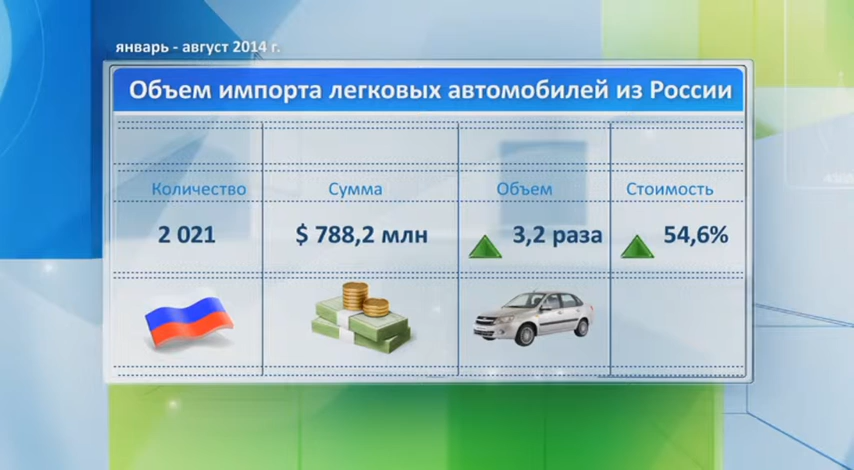 январь - август 2014 г.
Объем импорта легковых автомобилей из России
Количество Сумма Объем Стоимость
2 021 $ 788,2 млн 3,2 раза 54,6%